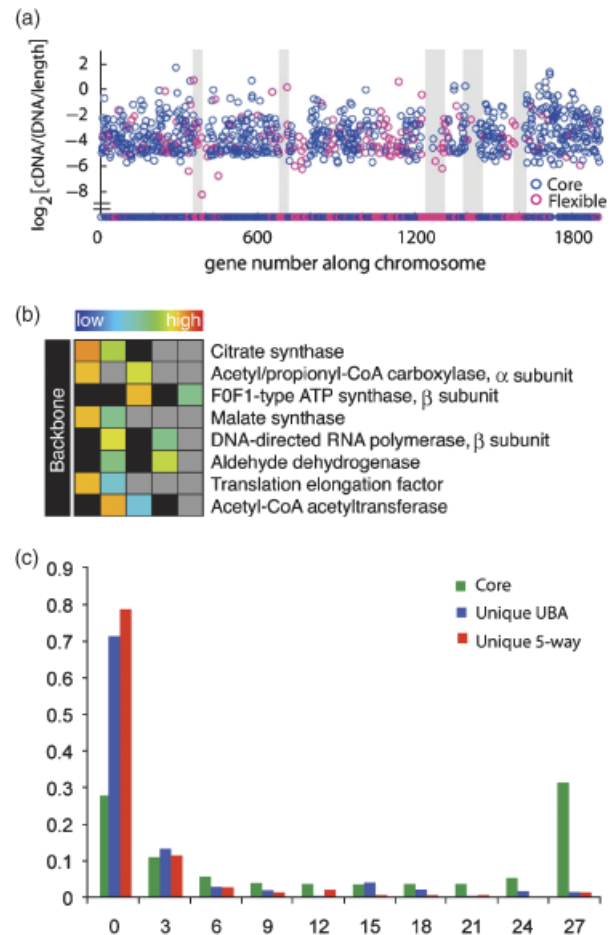 (a)
log2[cDNA/(DNA/length]
2
0
−2
−4
−6
−8
Core
Flexible
0 600 1200 1800
gene number along chromosome
(b)
low high
Backbone
Citrate synthase
Acetyl/propionyl-CoA carboxylase, α subunit
F0F1-type ATP synthase, β subunit
Malate synthase
DNA-directed RNA polymerase, β subunit
Aldehyde dehydrogenase
Translation elongation factor
Acetyl-CoA acetyltransferase
(c)
0.9
0.8
0.7
0.6
0.5
0.4
0.3
0.2
0.1
0
Core
Unique UBA
Unique 5-way
0 3 6 9 12 15 18 21 24 27